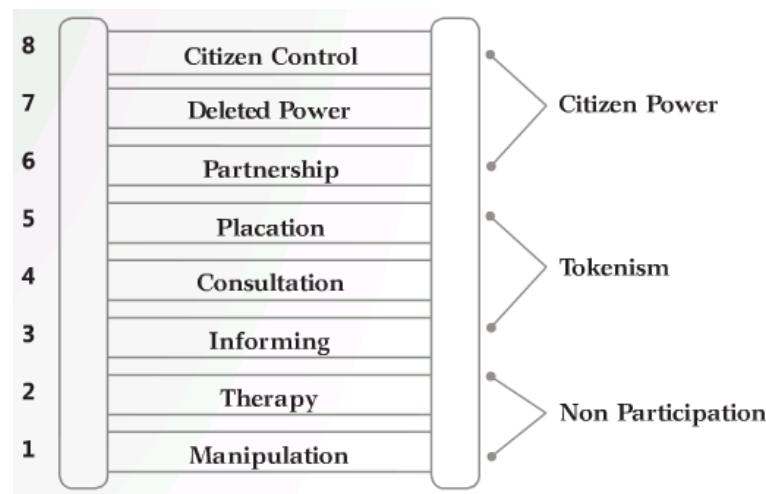 8 Citizen Control
7 Deleted Power
Citizen Power
6 Partnership
5 Placation
4 Consultation
Tokenism
3 Informing
2 Therapy
Non Participation
1 Manipulation